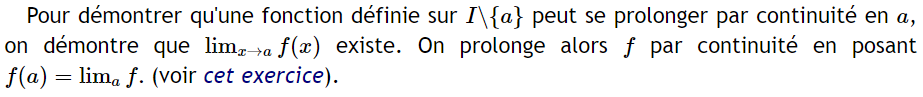 Pour démontrer qu'une fonction définie sur I\{a} peut se prolonger par continuité en a,
on démontre que lim_{x→a} f(x) existe. On prolonge alors f par continuité en posant
f(a) = lim_a f. (voir cet exercice).